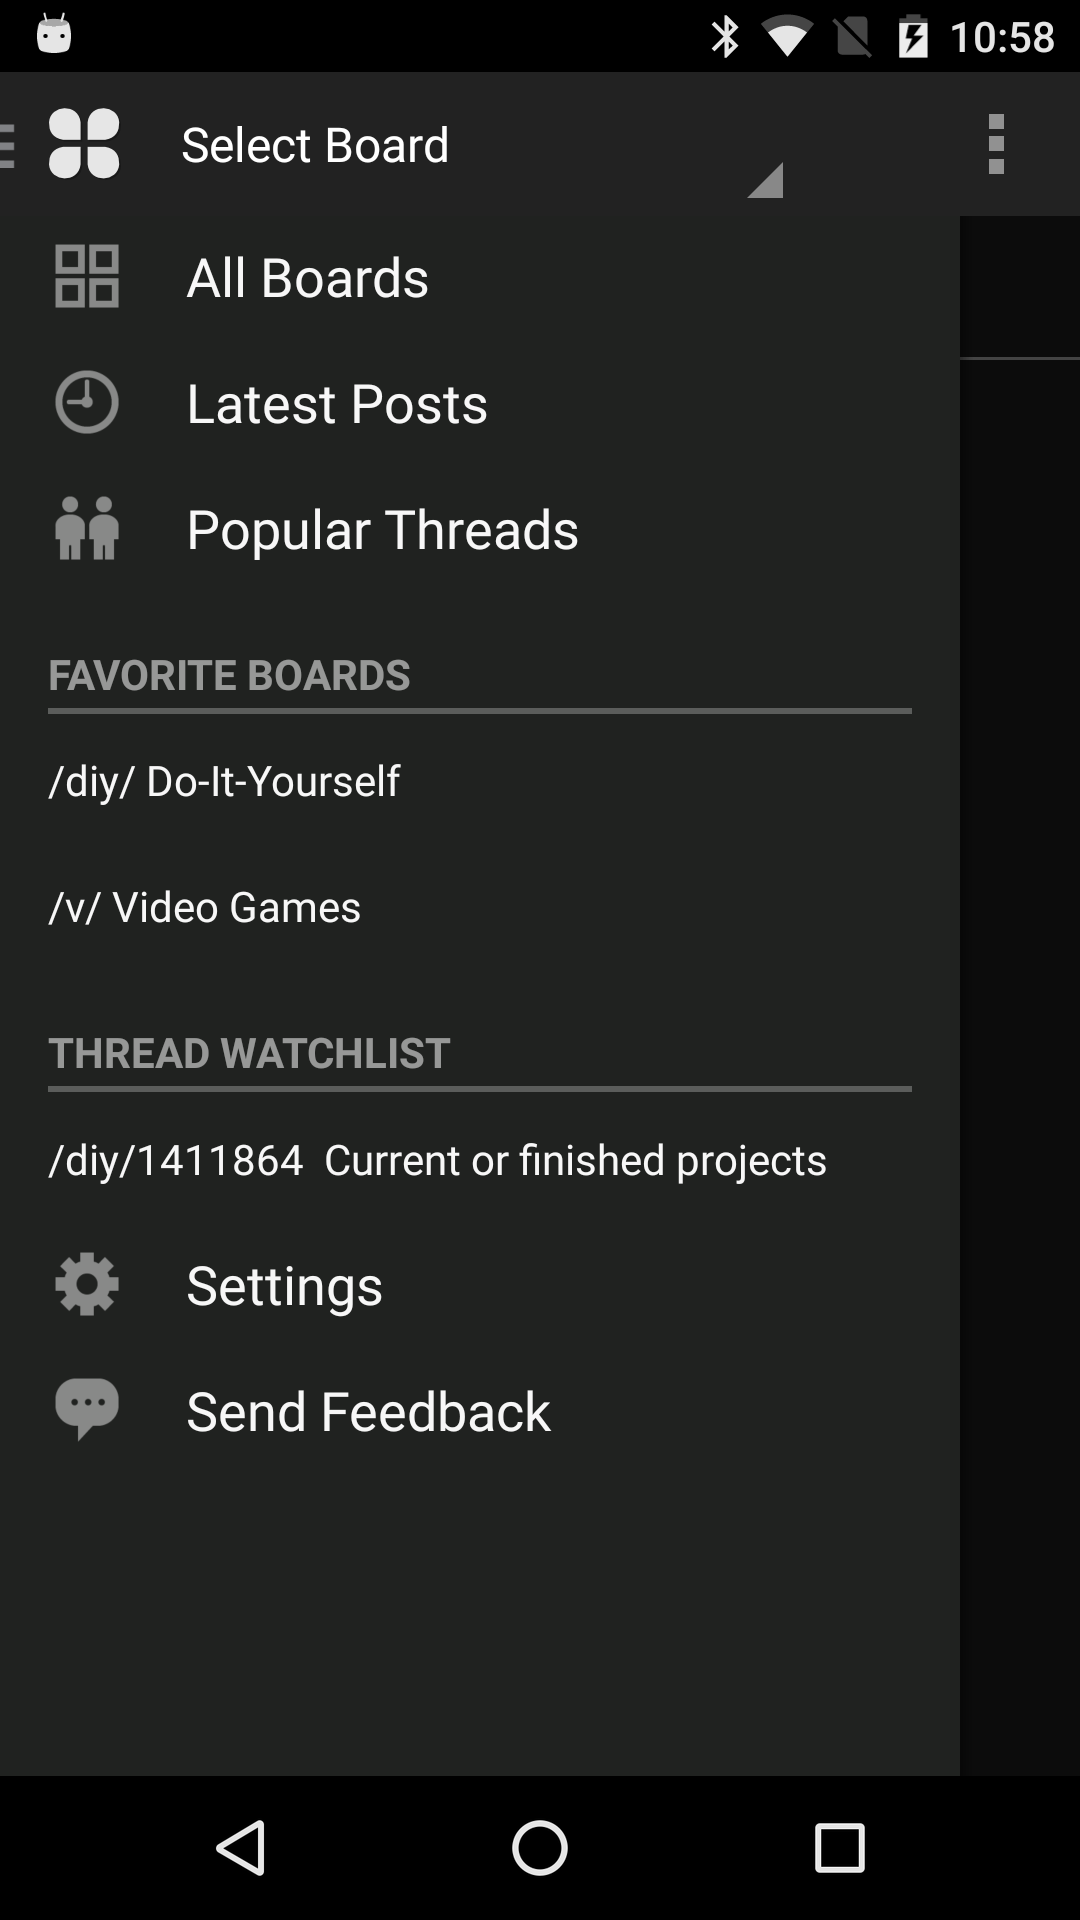 10:58
Select Board
All Boards
Latest Posts
Popular Threads
FAVORITE BOARDS
/diy/ Do-It-Yourself
/v/ Video Games
THREAD WATCHLIST
/diy/1411864 Current or finished projects
Settings
Send Feedback